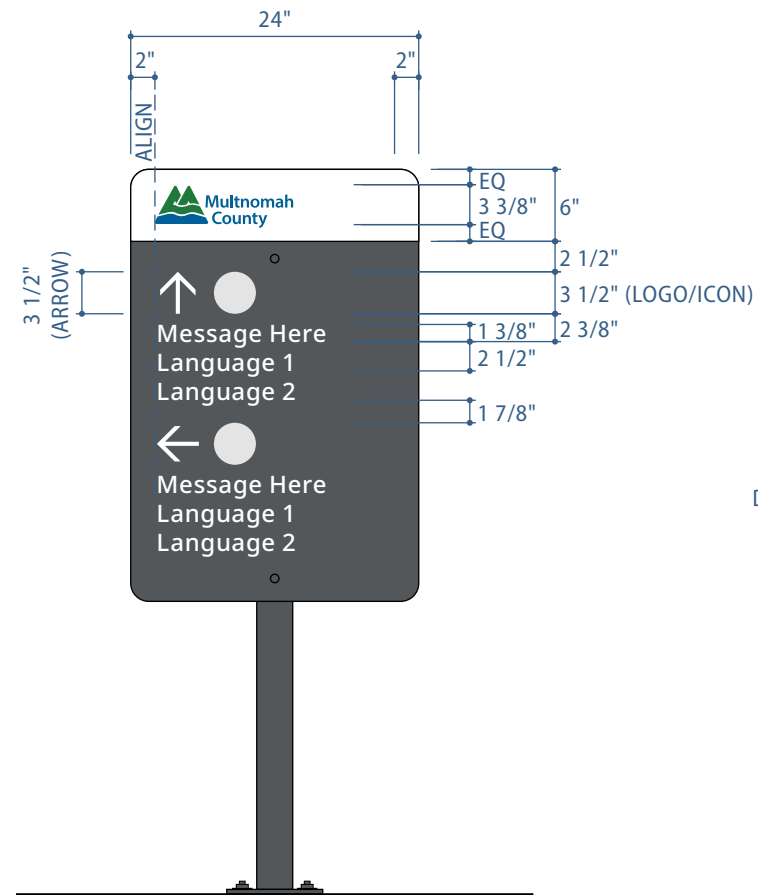 24"
2" 2"
ALIGN
Multnomah
County
EQ
3 3/8" 6"
EQ
2 1/2"
3 1/2"
(ARROW)
3 1/2" (LOGO/ICON)
1 3/8" 2 3/8"
2 1/2"
1 7/8"
Message Here
Language 1
Language 2
Message Here
Language 1
Language 2